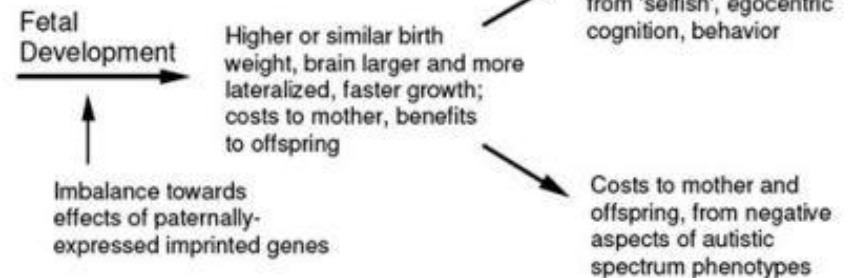 from 'selfish', egocentric
cognition, behavior
Fetal
Development
Higher or similar birth
weight, brain larger and more
lateralized, faster growth;
costs to mother, benefits
to offspring
Imbalance towards
effects of paternally-
expressed imprinted genes
Costs to mother and
offspring, from negative
aspects of autistic
spectrum phenotypes